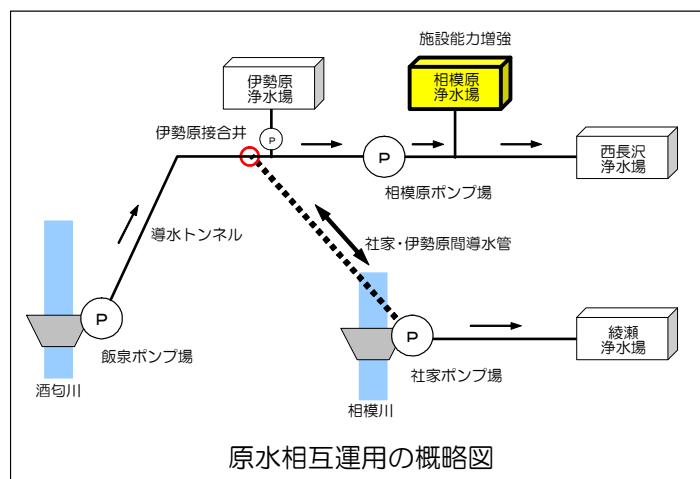 施設能力増強
伊勢原
浄水場
相模原
浄水場
伊勢原接合井
P
P
西長沢
浄水場
相模原ポンプ場
導水トンネル
社家・伊勢原間導水管
P
飯泉ポンプ場
P
綾瀬
浄水場
社家ポンプ場
酒匂川
相模川
原水相互運用の概略図